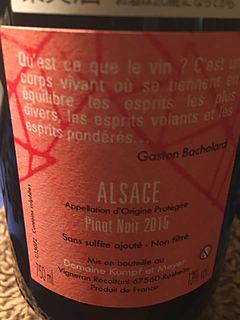 Qu'est ce que le vin ? C'est un
corps vivant où se tiennent en
équilibre les esprits les plus
divers, les esprits volants et les
esprits pondérés...
Gaston Bachelard
ALSACE
Appellation d'Origine Protégée
Pinot Noir 2015
Sans sulfite ajouté - Non filtré
Mis en bouteille au
Domaine Kumpf et Meyer
Vigneron Récoltant 67560 Rosheim
Produit de France
750 ml
13% vol.